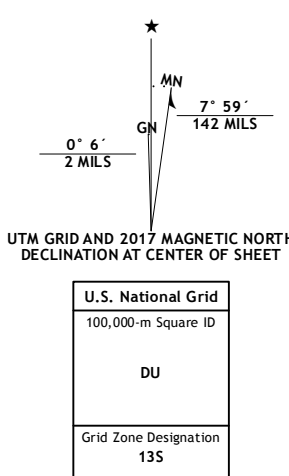 ★
MN
GN
7° 59´
142 MILS
0° 6´
2 MILS
UTM GRID AND 2017 MAGNETIC NORTH
DECLINATION AT CENTER OF SHEET
U.S. National Grid
100,000-m Square ID
DU
Grid Zone Designation
13S